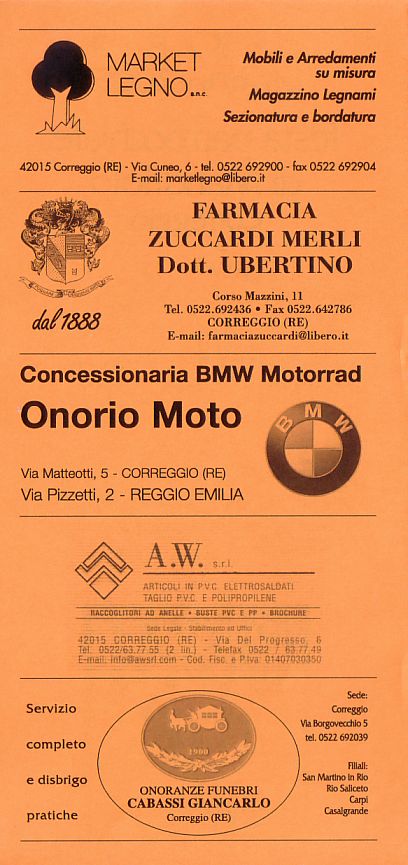 MARKET
LEGNO s.n.c.
Mobili e Arredamenti
su misura
Magazzino Legnami
Sezionatura e bordatura
42015 Correggio (RE) - Via Cuneo, 6 - tel. 0522 692900 - fax 0522 692904
E-mail: marketlegno@libero.it
dal 1888
FARMACIA
ZUCCARDI MERLI
Dott. UBERTINO
Corso Mazzini, 11
Tel. 0522.692436 • Fax 0522.642786
CORREGGIO (RE)
E-mail: farmaciazuccardi@libero.it
Concessionaria BMW Motorrad
Onorio Moto
BMW
Via Matteotti, 5 - CORREGGIO (RE)
Via Pizzetti, 2 - REGGIO EMILIA
A.W. s.r.l.
ARTICOLI IN P.V.C. ELETTROSALDATI
TAGLIO P.V.C. E POLIPROPILENE
RACCOGLITORI AD ANELLE • BUSTE PVC E PP • BROCHURE
Sede Legale - Stabilimento ed Uffici
42015 CORREGGIO (RE) - Via Del Progresso, 6
Tel. 0522/63.77.55 (2 lin.) - Telefax 0522 / 63.77.49
E-mail: info@awsrl.com - Cod. Fisc. e P.Iva: 01407030350
Servizio
completo
e disbrigo
pratiche
1900
ONORANZE FUNEBRI
CABASSI GIANCARLO
Correggio (RE)
Sede:
Correggio
Via Borgovecchio 5
tel. 0522 692039
Filiali:
San Martino in Rio
Rio Saliceto
Carpi
Casalgrande